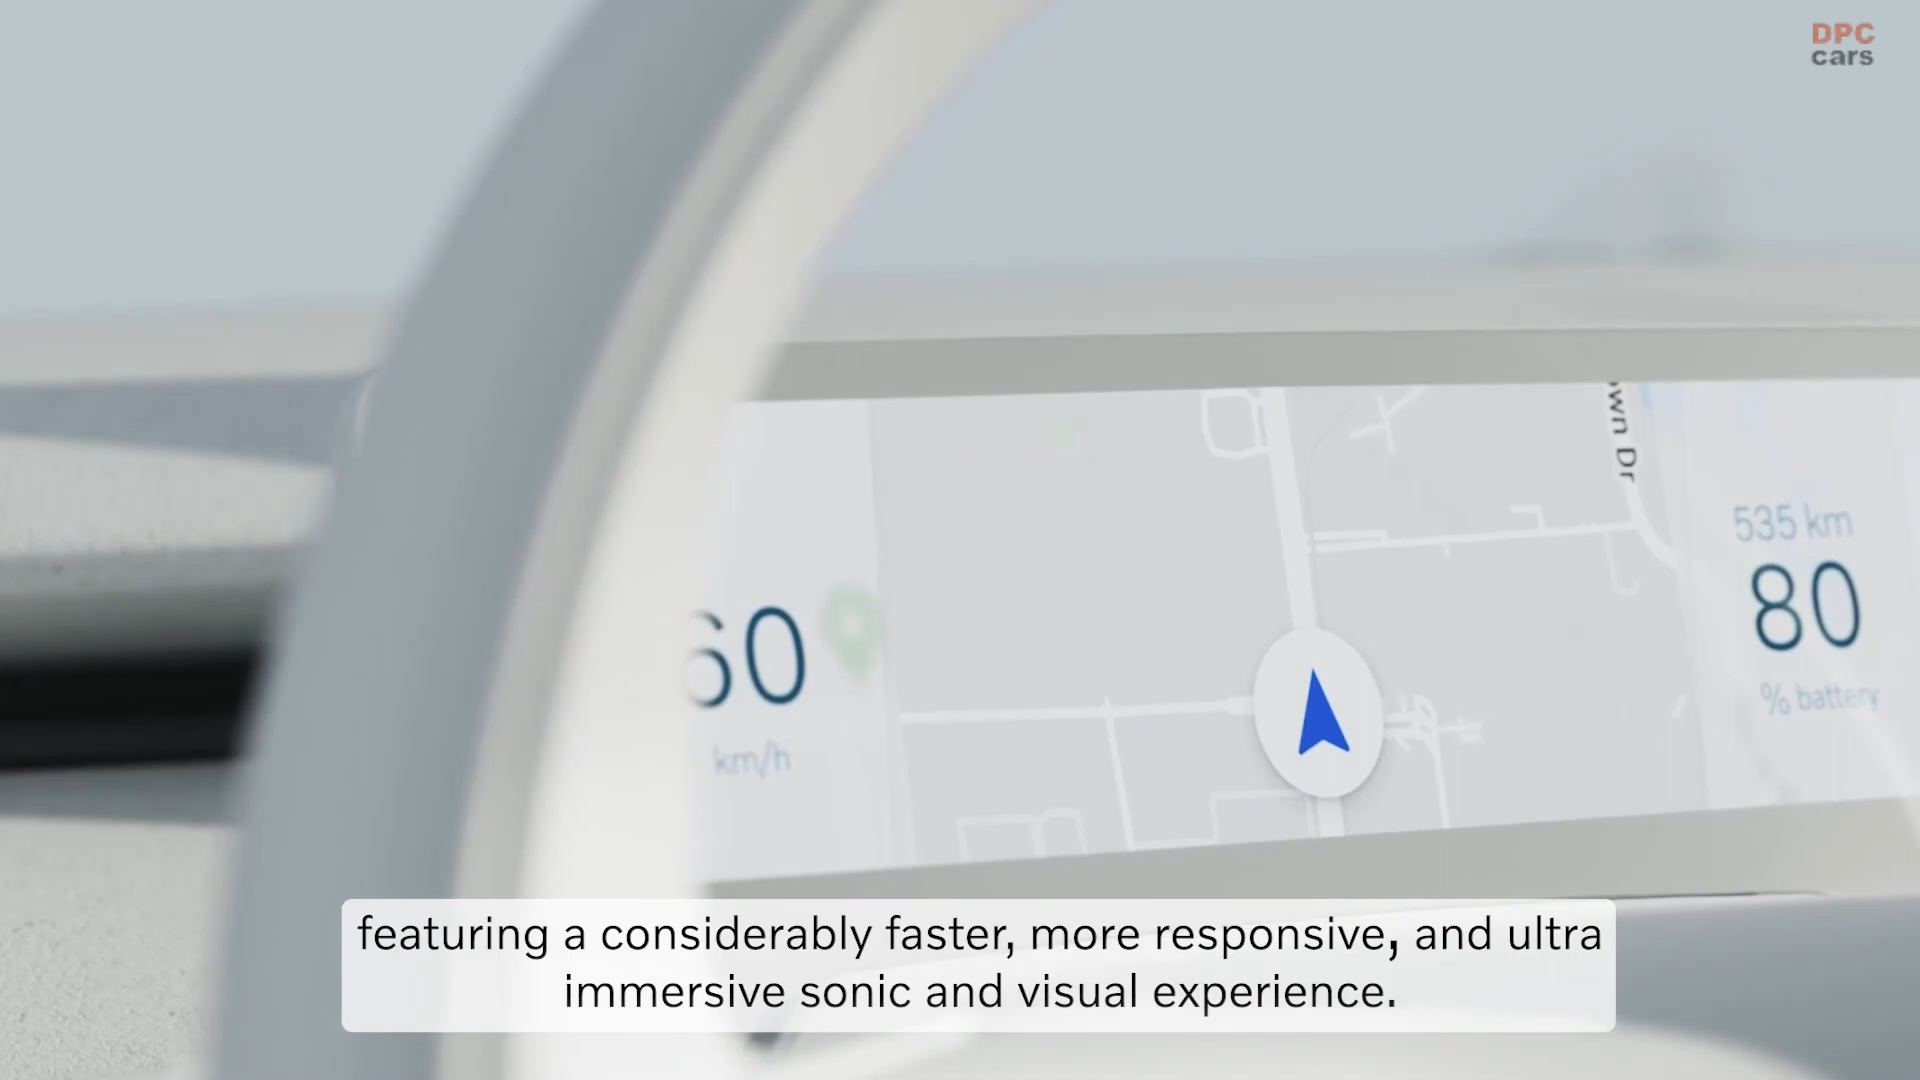 DPC
cars
own Dr
535 km
80
% battery
60
km/h
featuring a considerably faster, more responsive, and ultra
immersive sonic and visual experience.